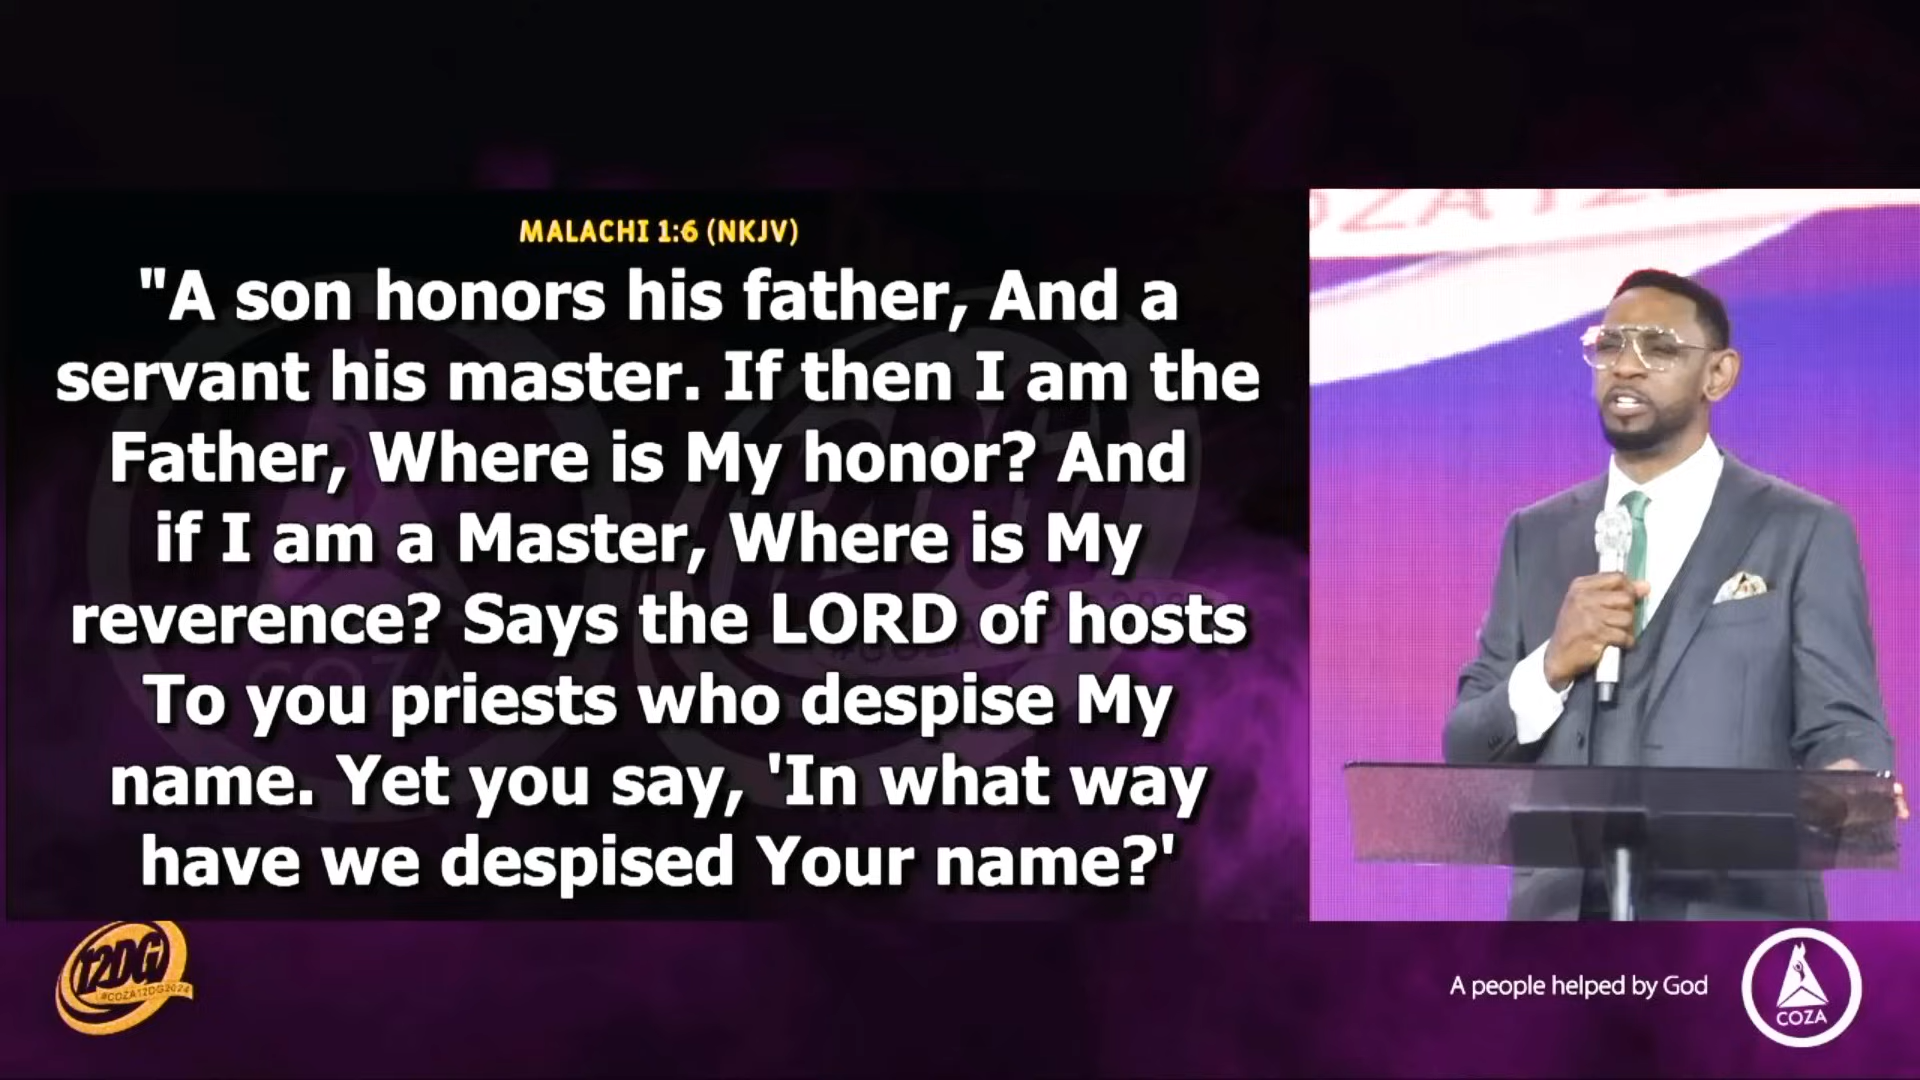 COZA 12
MALACHI 1:6 (NKJV)
"A son honors his father, And a
servant his master. If then I am the
Father, Where is My honor? And
if I am a Master, Where is My
reverence? Says the LORD of hosts
To you priests who despise My
name. Yet you say, 'In what way
have we despised Your name?'
12DG
#COZA12DG2024
A people helped by God
COZA